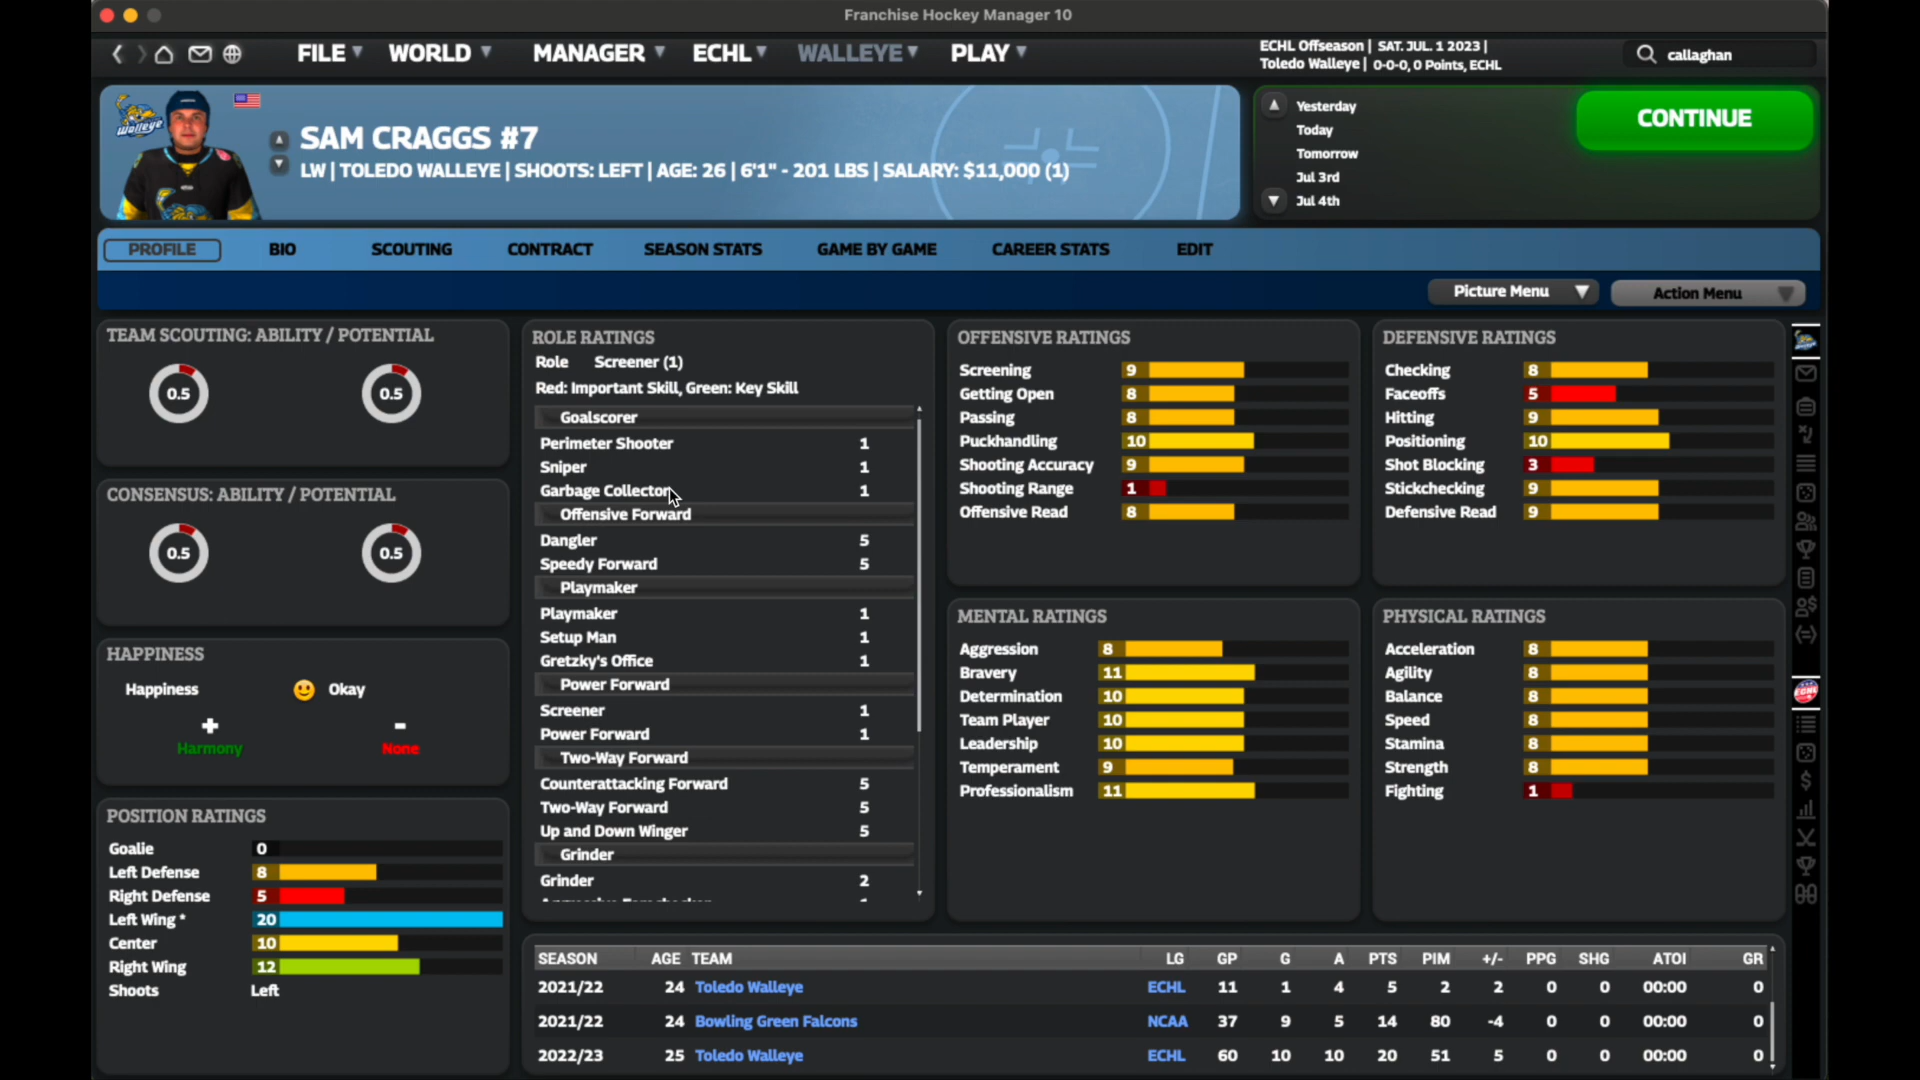 Franchise Hockey Manager 10
FILE WORLD MANAGER ECHL WALLEYE PLAY
ECHL Offseason | SAT. JUL. 1 2023 |
Toledo Walleye | 0-0-0, 0 Points, ECHL
callaghan
Walleye
SAM CRAGGS #7
LW | TOLEDO WALLEYE | SHOOTS: LEFT | AGE: 26 | 6'1" - 201 LBS | SALARY: $11,000 (1)
Yesterday
Today
Tomorrow
Jul 3rd
Jul 4th
CONTINUE
PROFILE BIO SCOUTING CONTRACT SEASON STATS GAME BY GAME CAREER STATS EDIT
Picture Menu Action Menu
TEAM SCOUTING: ABILITY / POTENTIAL
0.5 0.5
CONSENSUS: ABILITY / POTENTIAL
0.5 0.5
HAPPINESS
Happiness Okay
+ -
Harmony None
POSITION RATINGS
Goalie 0
Left Defense 8
Right Defense 5
Left Wing * 20
Center 10
Right Wing 12
Shoots Left
ROLE RATINGS
Role Screener (1)
Red: Important Skill, Green: Key Skill
Goalscorer
Perimeter Shooter 1
Sniper 1
Garbage Collector 1
Offensive Forward
Dangler 5
Speedy Forward 5
Playmaker
Playmaker 1
Setup Man 1
Gretzky's Office 1
Power Forward
Screener 1
Power Forward 1
Two-Way Forward
Counterattacking Forward 5
Two-Way Forward 5
Up and Down Winger 5
Grinder
Grinder 2
OFFENSIVE RATINGS
Screening 9
Getting Open 8
Passing 8
Puckhandling 10
Shooting Accuracy 9
Shooting Range 1
Offensive Read 8
DEFENSIVE RATINGS
Checking 8
Faceoffs 5
Hitting 9
Positioning 10
Shot Blocking 3
Stickchecking 9
Defensive Read 9
MENTAL RATINGS
Aggression 8
Bravery 11
Determination 10
Team Player 10
Leadership 10
Temperament 9
Professionalism 11
PHYSICAL RATINGS
Acceleration 8
Agility 8
Balance 8
Speed 8
Stamina 8
Strength 8
Fighting 1
SEASON AGE TEAM LG GP G A PTS PIM +/- PPG SHG ATOI GR
2021/22 24 Toledo Walleye ECHL 11 1 4 5 2 2 0 0 00:00 0
2021/22 24 Bowling Green Falcons NCAA 37 9 5 14 80 -4 0 0 00:00 0
2022/23 25 Toledo Walleye ECHL 60 10 10 20 51 5 0 0 00:00 0
ECHL